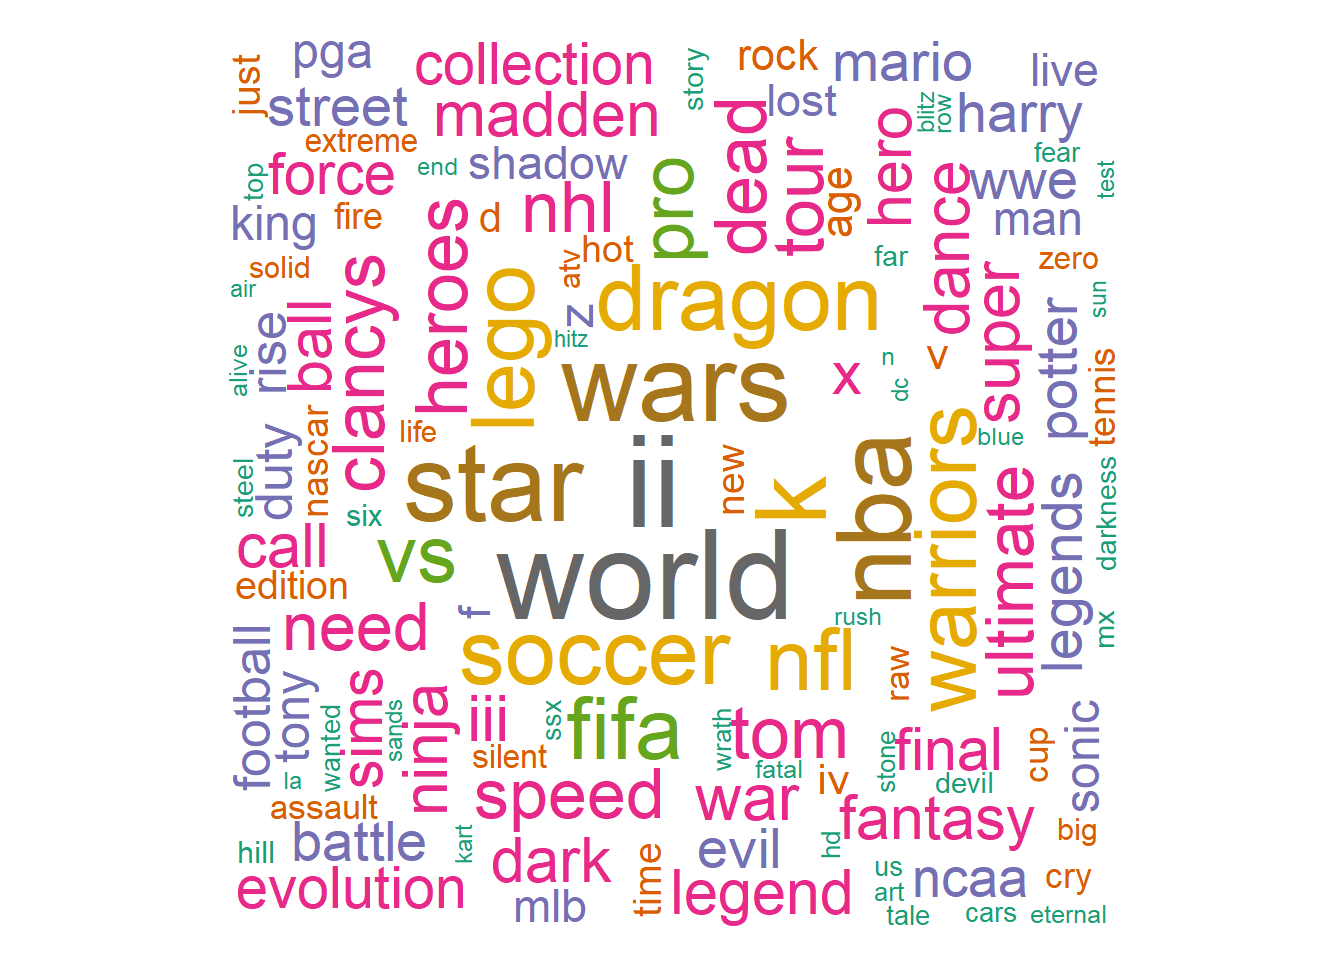 pga
collection
story
rock
mario
live
just
street
madden
dead
lost
blitz
row
harry
extreme
shadow
end
tour
hero
fear
top
force
nhl
pro
age
wwe
test
king
fire
heroes
d
hot
dance
man
solid
clancys
atv
far
zero
air
ball
lego
z
dragon
super
sun
rise
hitz
potter
alive
wars
x
n
v
tennis
dc
nascar
life
blue
duty
star
ii
new
k
nba
warriors
steel
six
ultimate
legends
darkness
call
vs
world
edition
f
rush
mx
need
soccer
nfl
raw
football
tony
sims
ninja
iii
fifa
tom
final
sonic
wanted
sands
ssx
wrath
stone
cup
la
silent
fatal
iv
devil
assault
speed
war
fantasy
big
hill
battle
kart
dark
evil
hd
evolution
time
legend
us
ncaa
cry
art
mlb
tale
cars
eternal